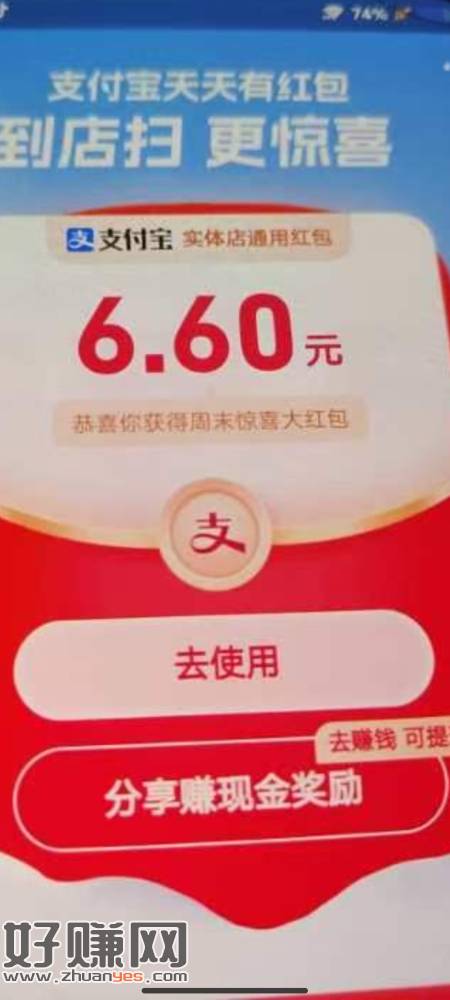 74%
支付宝天天有红包
到店扫 更惊喜
支付宝 实体店通用红包
6.60元
恭喜你获得周末惊喜大红包
支
去使用
去赚钱 可提
分享赚现金奖励
好赚网
www.zhuanyes.com